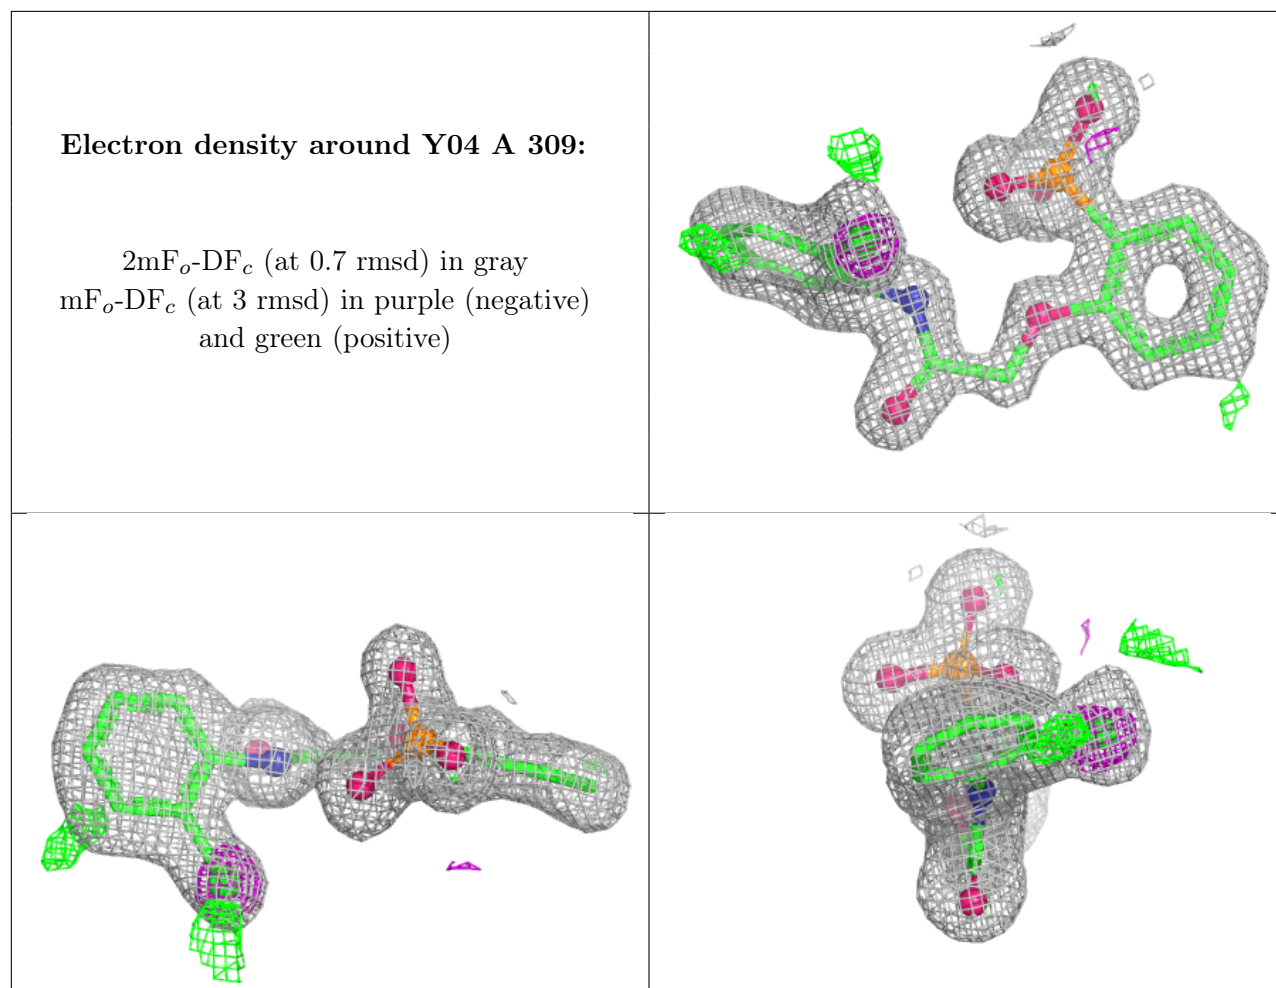 Electron density around Y04 A 309:
2mFₒ-DF𝒸 (at 0.7 rmsd) in gray
mFₒ-DF𝒸 (at 3 rmsd) in purple (negative)
and green (positive)